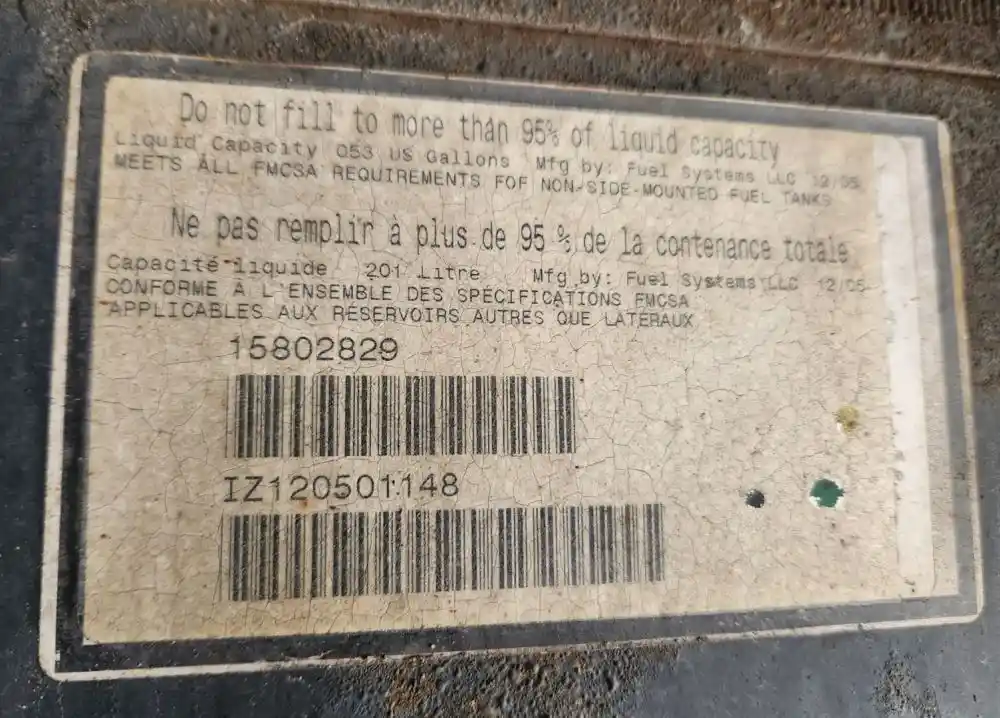 Do not fill to more than 95% of liquid capacity
Liquid Capacity 053 US Gallons Mfg by: Fuel Systems LLC 12/05
MEETS ALL FMCSA REQUIREMENTS FOF NON-SIDE-MOUNTED FUEL TANKS
Ne pas remplir à plus de 95 % de la contenance totale
Capacité liquide 201 Litre Mfg by: Fuel Systems LLC 12/05
CONFORME À L'ENSEMBLE DES SPÉCIFICATIONS FMCSA
APPLICABLES AUX RÉSERVOIRS AUTRES QUE LATÉRAUX
15802829
IZ120501148